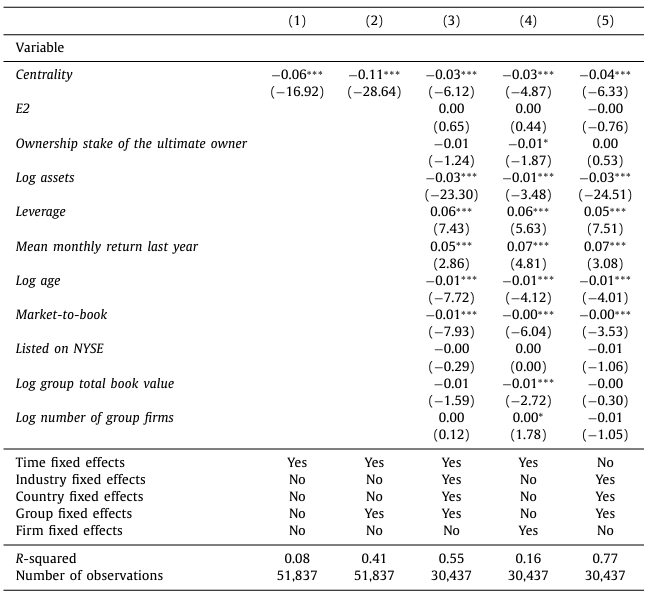 (1) (2) (3) (4) (5)
Variable
Centrality −0.06*** −0.11*** −0.03*** −0.03*** −0.04***
(−16.92) (−28.64) (−6.12) (−4.87) (−6.33)
E2 0.00 0.00 −0.00
(0.65) (0.44) (−0.76)
Ownership stake of the ultimate owner −0.01 −0.01* 0.00
(−1.24) (−1.87) (0.53)
Log assets −0.03*** −0.01*** −0.03***
(−23.30) (−3.48) (−24.51)
Leverage 0.06*** 0.06*** 0.05***
(7.43) (5.63) (7.51)
Mean monthly return last year 0.05*** 0.07*** 0.07***
(2.86) (4.81) (3.08)
Log age −0.01*** −0.01*** −0.01***
(−7.72) (−4.12) (−4.01)
Market-to-book −0.01*** −0.00*** −0.00***
(−7.93) (−6.04) (−3.53)
Listed on NYSE −0.00 0.00 −0.01
(−0.29) (0.00) (−1.06)
Log group total book value −0.01 −0.01*** −0.00
(−1.59) (−2.72) (−0.30)
Log number of group firms 0.00 0.00* −0.01
(0.12) (1.78) (−1.05)
Time fixed effects Yes Yes Yes Yes No
Industry fixed effects No No Yes No Yes
Country fixed effects No No Yes No Yes
Group fixed effects No Yes Yes No Yes
Firm fixed effects No No No Yes No
R-squared 0.08 0.41 0.55 0.16 0.77
Number of observations 51,837 51,837 30,437 30,437 30,437